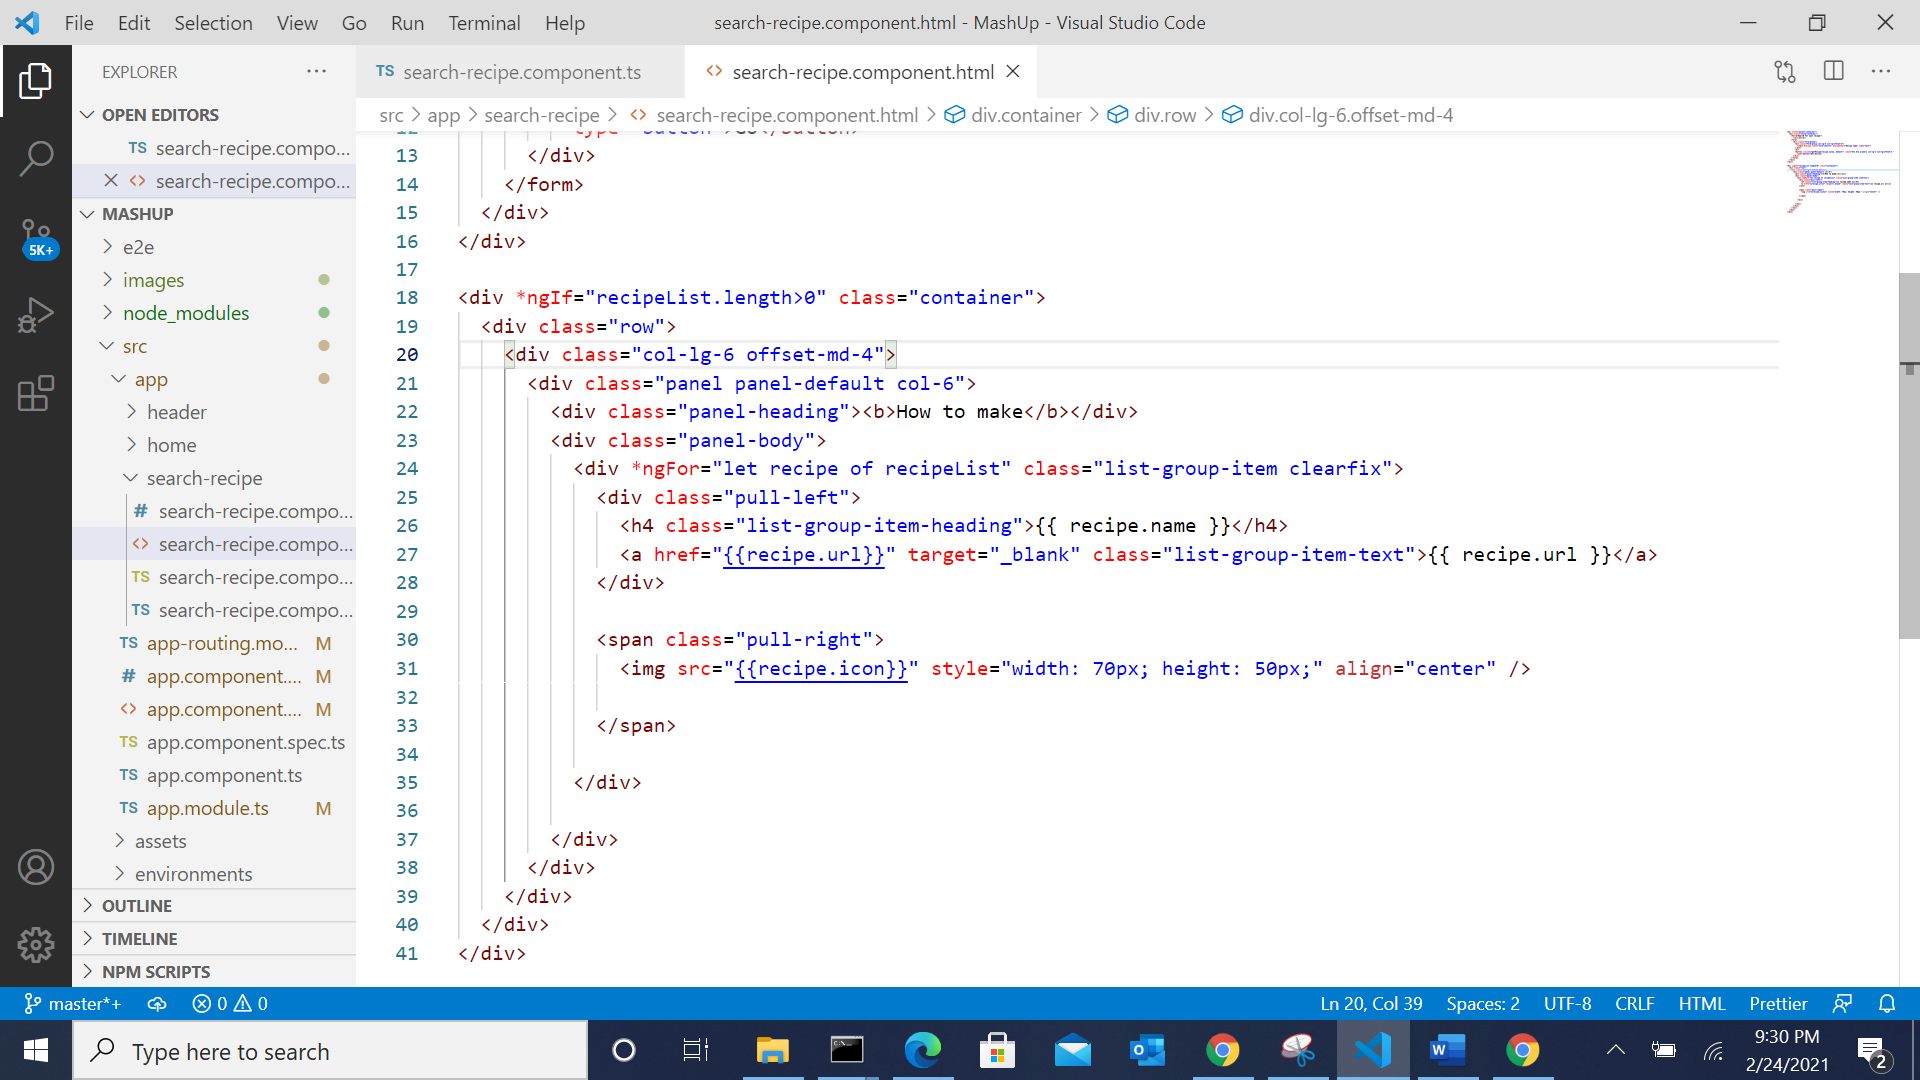 File Edit Selection View Go Run Terminal Help
search-recipe.component.html - MashUp - Visual Studio Code
EXPLORER
OPEN EDITORS
TS search-recipe.compo...
search-recipe.compo...
MASHUP
e2e
images
node_modules
src
app
header
home
search-recipe
# search-recipe.compo...
<> search-recipe.compo...
TS search-recipe.compo...
TS search-recipe.compo...
TS app-routing.mo... M
# app.component.... M
<> app.component.... M
TS app.component.spec.ts
TS app.component.ts
TS app.module.ts M
assets
environments
OUTLINE
TIMELINE
NPM SCRIPTS
5K+
TS search-recipe.component.ts
<> search-recipe.component.html
src > app > search-recipe > <> search-recipe.component.html > div.container > div.row > div.col-lg-6.offset-md-4
13 </div>
14 </form>
15 </div>
16 </div>
17
18 <div *ngIf="recipeList.length>0" class="container">
19 <div class="row">
20 <div class="col-lg-6 offset-md-4">
21 <div class="panel panel-default col-6">
22 <div class="panel-heading"><b>How to make</b></div>
23 <div class="panel-body">
24 <div *ngFor="let recipe of recipeList" class="list-group-item clearfix">
25 <div class="pull-left">
26 <h4 class="list-group-item-heading">{{ recipe.name }}</h4>
27 <a href="{{recipe.url}}" target="_blank" class="list-group-item-text">{{ recipe.url }}</a>
28 </div>
29
30 <span class="pull-right">
31 <img src="{{recipe.icon}}" style="width: 70px; height: 50px;" align="center" />
32
33 </span>
34
35 </div>
36
37 </div>
38 </div>
39 </div>
40 </div>
41 </div>
master*+ 0 0
Ln 20, Col 39 Spaces: 2 UTF-8 CRLF HTML Prettier
Type here to search
9:30 PM
2/24/2021
2